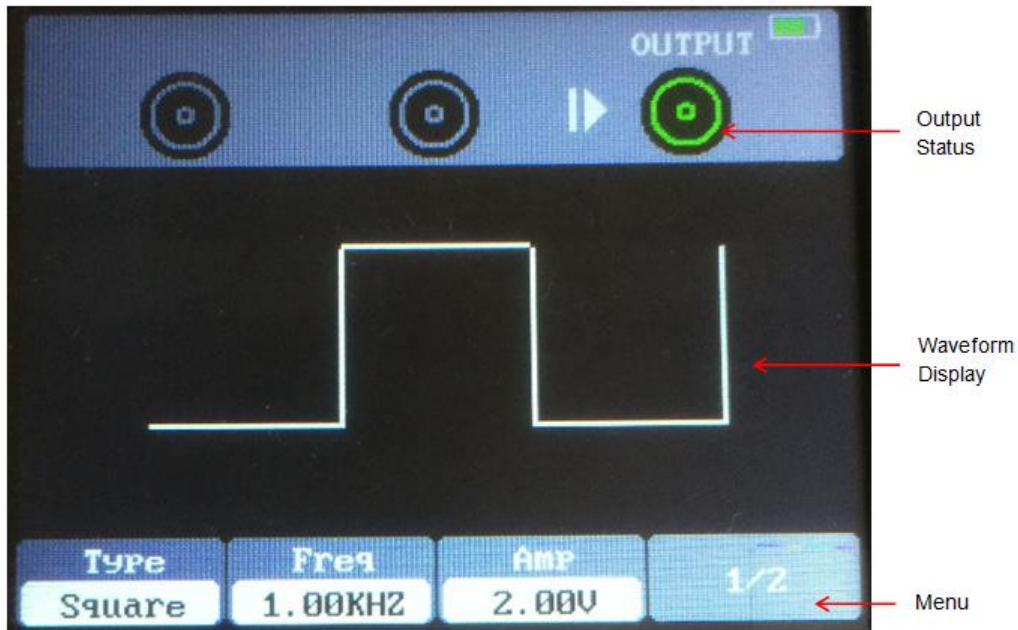 OUTPUT
Output
Status
Waveform
Display
Type Freq Amp 1/2
Square 1.00KHZ 2.00V
Menu